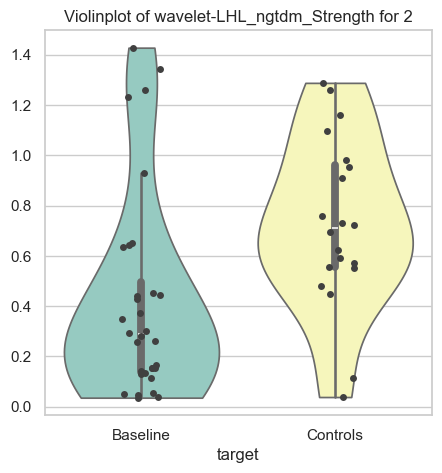 Violinplot of wavelet-LHL_ngtdm_Strength for 2
1.4
1.2
1.0
0.8
0.6
0.4
0.2
0.0
Baseline Controls
target